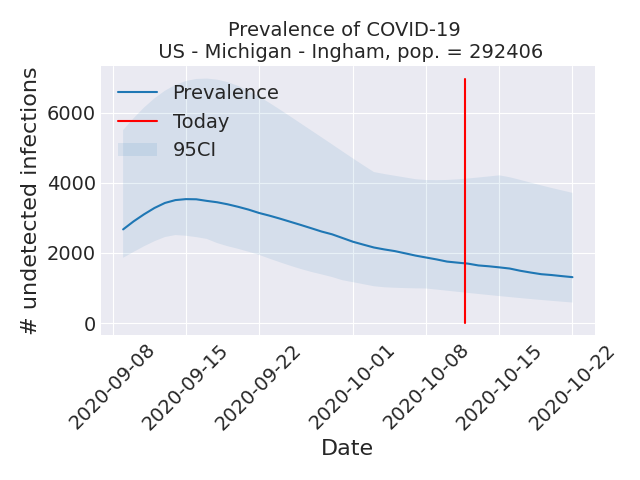 Prevalence of COVID-19
US - Michigan - Ingham, pop. = 292406
# undetected infections
6000
4000
2000
0
Prevalence
Today
95CI
2020-09-08
2020-09-15
2020-09-22
2020-10-01
2020-10-08
2020-10-15
2020-10-22
Date